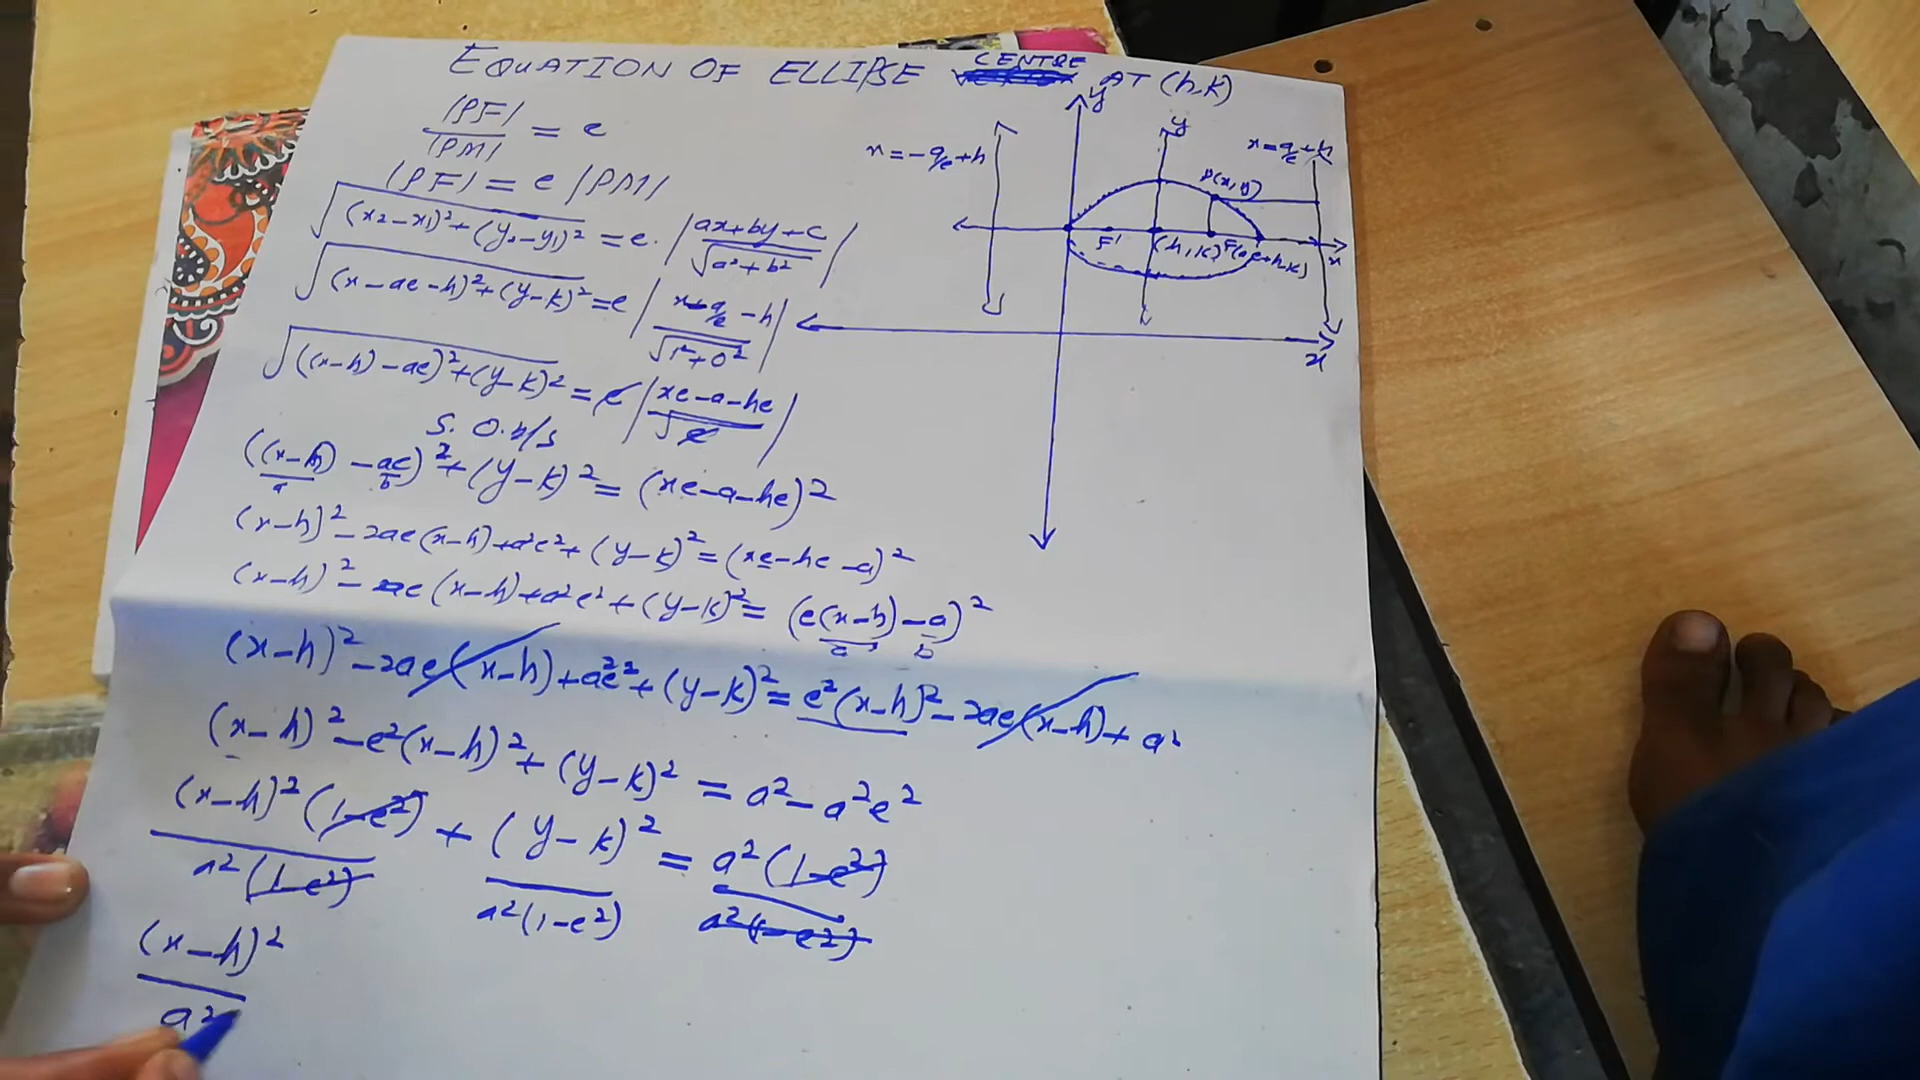 EQUATION OF ELLIPSE CENTRE AT (h,k)
|PF| / |PM| = e
|PF| = e |PM|
√(x₂-x₁)²+(y₂-y₁)² = e. |ax+by+c / √a²+b²|
√(x-ae-h)²+(y-k)² = e |x-a/e-h / √1²+0²|
√((x-h)-ae)²+(y-k)² = e |xe-a-he / √e|
S.O.b/s
((x-h)-ae)²+(y-k)² = (xe-a-he)²
a b
(x-h)²-2ae(x-h)+a²e²+(y-k)² = (xe-he-a)²
(x-h)²-2ae(x-h)+a²e²+(y-k)² = (e(x-h)-a)²
a b
(x-h)²-2ae(x-h)+a²e²+(y-k)² = e²(x-h)²-2ae(x-h)+a²
(x-h)²-e²(x-h)²+(y-k)² = a²-a²e²
(x-h)²(1-e²) / a²(1-e²) + (y-k)² / a²(1-e²) = a²(1-e²) / a²(1-e²)
(x-h)² / a²
y
y
x=-a/e+h
x=a/e+h
P(x,y)
F' (h,k) F(ae+h,k)
x
x